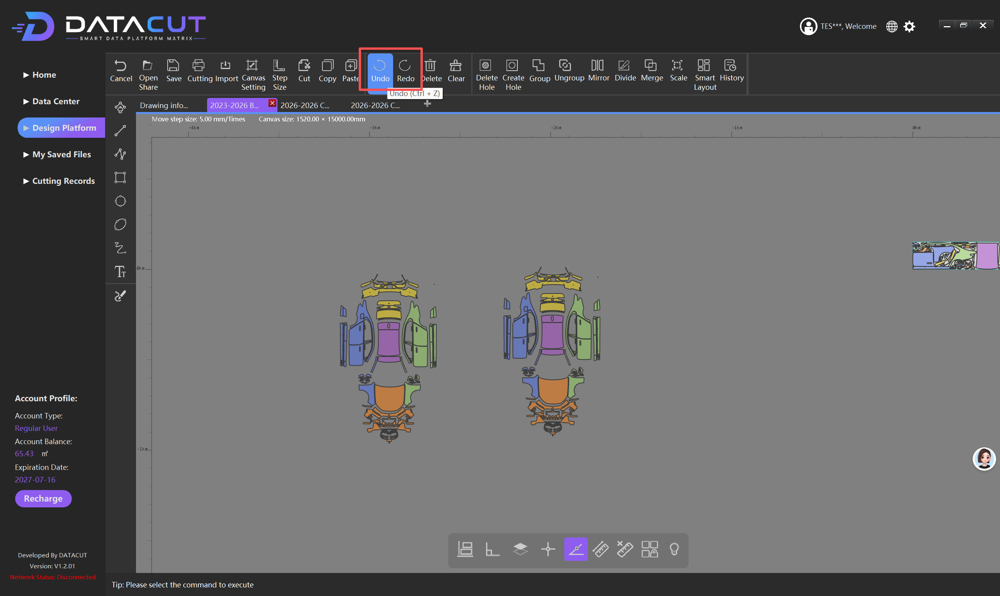 DATACUT
SMART DATA PLATFORM MATRIX
TES***, Welcome
Home
Data Center
Design Platform
My Saved Files
Cutting Records
Cancel
Open Share
Save
Cutting
Import
Canvas Setting
Step Size
Cut
Copy
Paste
Undo
Redo
Delete
Clear
Delete Hole
Create Hole
Group
Ungroup
Mirror
Divide
Merge
Scale
Smart Layout
History
Undo (Ctrl + Z)
Drawing info...
2023-2026 B...
2026-2026 C...
2026-2026 C...
Move step size: 5.00 mm/Times
Canvas size: 1520.00 × 15000.00mm
-4km
-3km
-2km
-1km
0km
0km
-1km
Account Profile:
Account Type:
Regular User
Account Balance:
65.43 ㎡
Expiration Date:
2027-07-16
Recharge
Developed By DATACUT
Version: V1.2.01
Network Status: Disconnected
Tip: Please select the command to execute